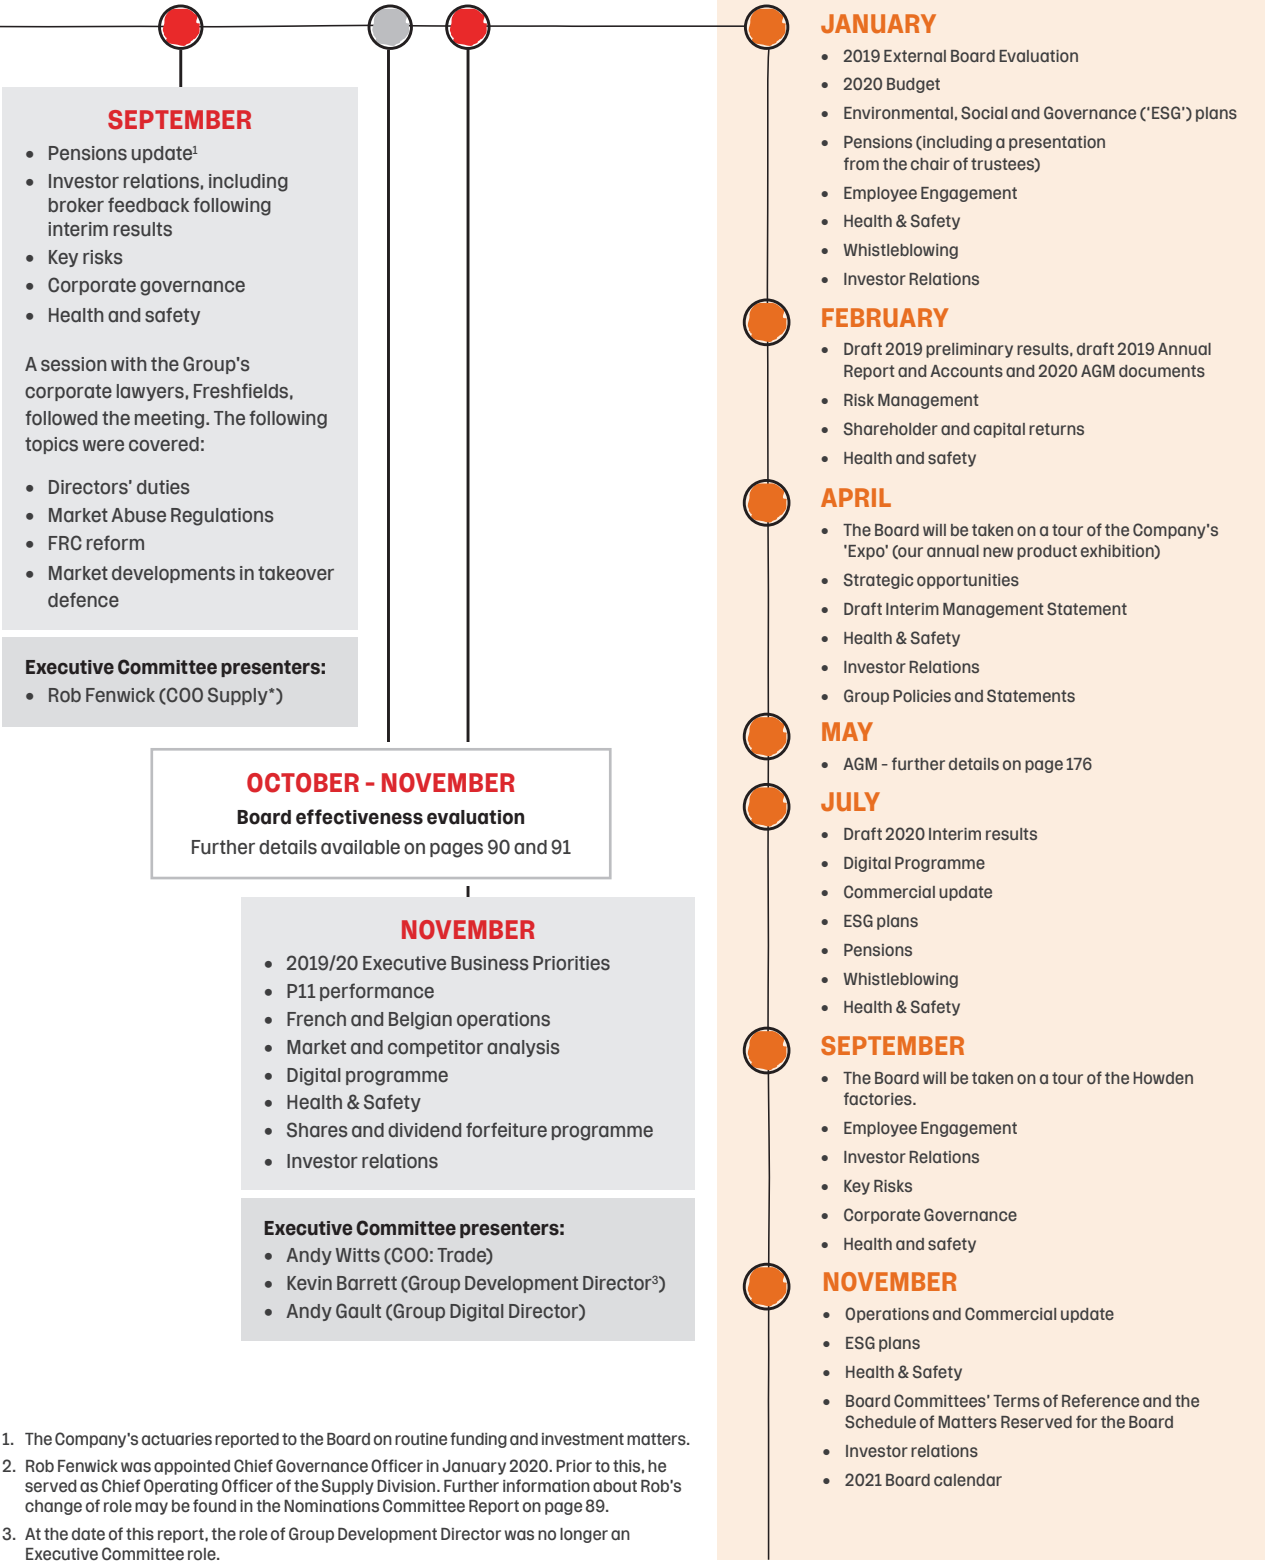 SEPTEMBER
• Pensions update¹
• Investor relations, including
broker feedback following
interim results
• Key risks
• Corporate governance
• Health and safety
A session with the Group's
corporate lawyers, Freshfields,
followed the meeting. The following
topics were covered:
• Directors' duties
• Market Abuse Regulations
• FRC reform
• Market developments in takeover
defence
Executive Committee presenters:
• Rob Fenwick (COO Supply*)
OCTOBER – NOVEMBER
Board effectiveness evaluation
Further details available on pages 90 and 91
NOVEMBER
• 2019/20 Executive Business Priorities
• P11 performance
• French and Belgian operations
• Market and competitor analysis
• Digital programme
• Health & Safety
• Shares and dividend forfeiture programme
• Investor relations
Executive Committee presenters:
• Andy Witts (COO: Trade)
• Kevin Barrett (Group Development Director³)
• Andy Gault (Group Digital Director)
1. The Company's actuaries reported to the Board on routine funding and investment matters.
2. Rob Fenwick was appointed Chief Governance Officer in January 2020. Prior to this, he
served as Chief Operating Officer of the Supply Division. Further information about Rob's
change of role may be found in the Nominations Committee Report on page 89.
3. At the date of this report, the role of Group Development Director was no longer an
Executive Committee role.
JANUARY
• 2019 External Board Evaluation
• 2020 Budget
• Environmental, Social and Governance ('ESG') plans
• Pensions (including a presentation
from the chair of trustees)
• Employee Engagement
• Health & Safety
• Whistleblowing
• Investor Relations
FEBRUARY
• Draft 2019 preliminary results, draft 2019 Annual
Report and Accounts and 2020 AGM documents
• Risk Management
• Shareholder and capital returns
• Health and safety
APRIL
• The Board will be taken on a tour of the Company's
'Expo' (our annual new product exhibition)
• Strategic opportunities
• Draft Interim Management Statement
• Health & Safety
• Investor Relations
• Group Policies and Statements
MAY
• AGM - further details on page 176
JULY
• Draft 2020 Interim results
• Digital Programme
• Commercial update
• ESG plans
• Pensions
• Whistleblowing
• Health & Safety
SEPTEMBER
• The Board will be taken on a tour of the Howden
factories.
• Employee Engagement
• Investor Relations
• Key Risks
• Corporate Governance
• Health and safety
NOVEMBER
• Operations and Commercial update
• ESG plans
• Health & Safety
• Board Committees' Terms of Reference and the
Schedule of Matters Reserved for the Board
• Investor relations
• 2021 Board calendar